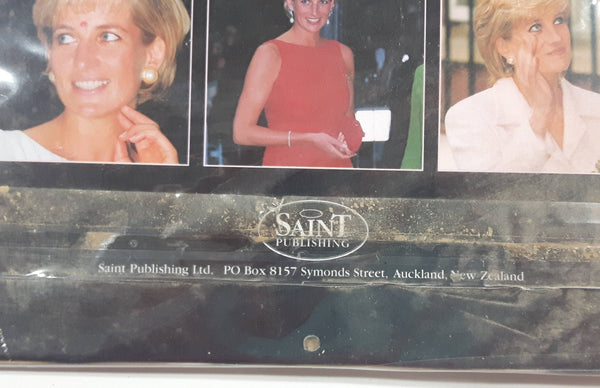 SAINT
PUBLISHING
Saint Publishing Ltd. PO Box 8157 Symonds Street, Auckland, New Zealand